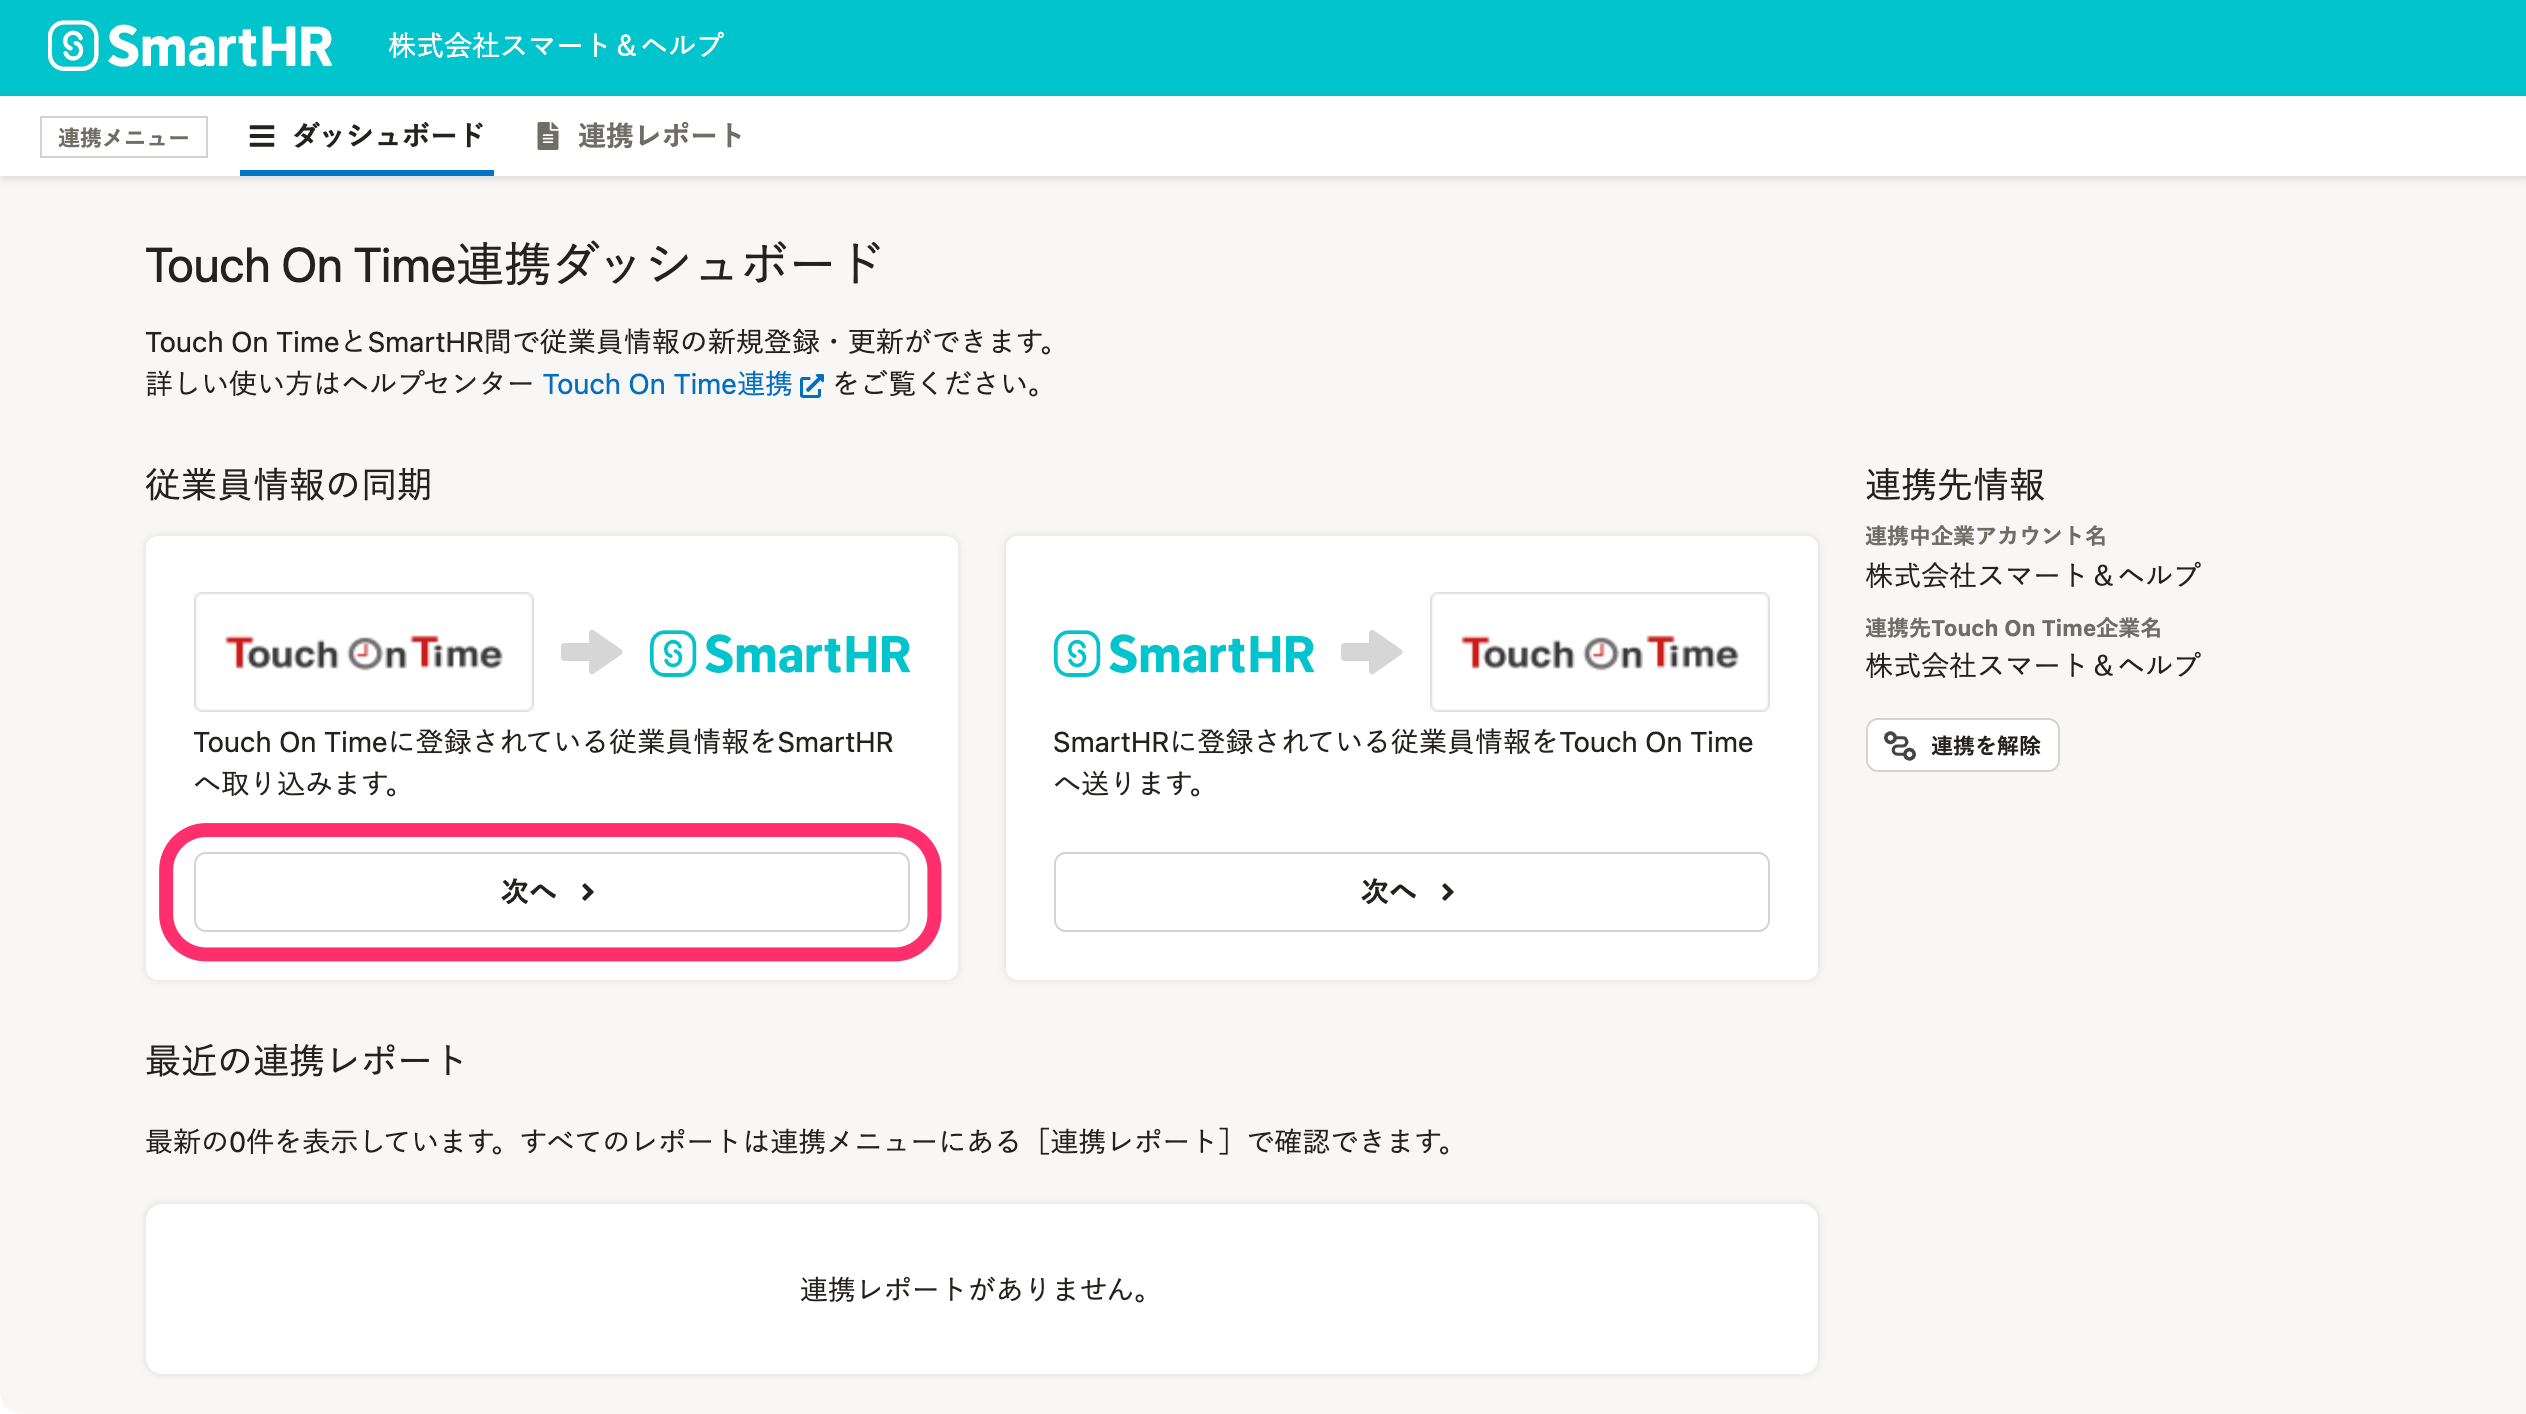 SmartHR 株式会社スマート＆ヘルプ
連携メニュー ダッシュボード 連携レポート
Touch On Time連携ダッシュボード
Touch On TimeとSmartHR間で従業員情報の新規登録・更新ができます。
詳しい使い方はヘルプセンター Touch On Time連携 をご覧ください。
従業員情報の同期
Touch On Time SmartHR
Touch On Timeに登録されている従業員情報をSmartHR
へ取り込みます。
次へ
SmartHR Touch On Time
SmartHRに登録されている従業員情報をTouch On Time
へ送ります。
次へ
連携先情報
連携中企業アカウント名
株式会社スマート＆ヘルプ
連携先Touch On Time企業名
株式会社スマート＆ヘルプ
連携を解除
最近の連携レポート
最新の0件を表示しています。すべてのレポートは連携メニューにある［連携レポート］で確認できます。
連携レポートがありません。